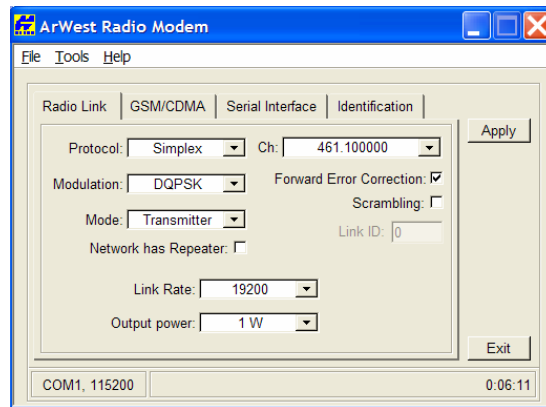 ArWest Radio Modem
File Tools Help
Radio Link GSM/CDMA Serial Interface Identification
Apply
Protocol: Simplex Ch: 461.100000
Modulation: DQPSK Forward Error Correction:
Scrambling:
Mode: Transmitter
Link ID: 0
Network has Repeater:
Link Rate: 19200
Output power: 1 W
Exit
COM1, 115200 0:06:11